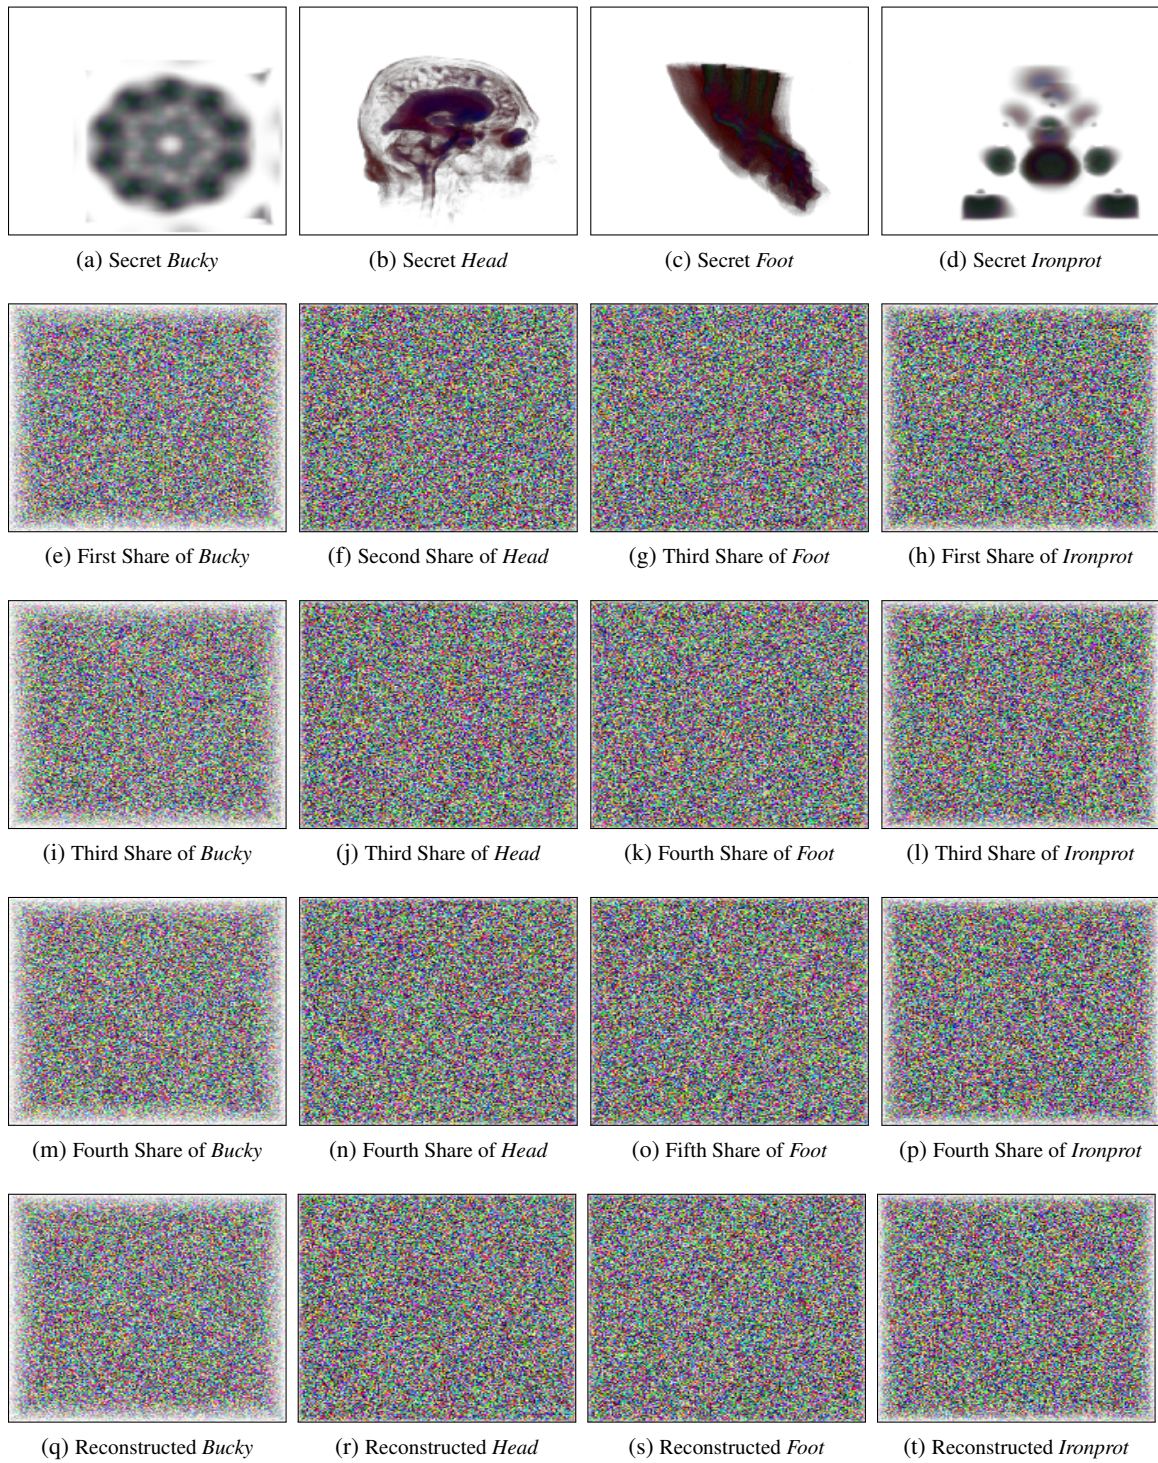 (a) Secret Bucky
(b) Secret Head
(c) Secret Foot
(d) Secret Ironprot
(e) First Share of Bucky
(f) Second Share of Head
(g) Third Share of Foot
(h) First Share of Ironprot
(i) Third Share of Bucky
(j) Third Share of Head
(k) Fourth Share of Foot
(l) Third Share of Ironprot
(m) Fourth Share of Bucky
(n) Fourth Share of Head
(o) Fifth Share of Foot
(p) Fourth Share of Ironprot
(q) Reconstructed Bucky
(r) Reconstructed Head
(s) Reconstructed Foot
(t) Reconstructed Ironprot